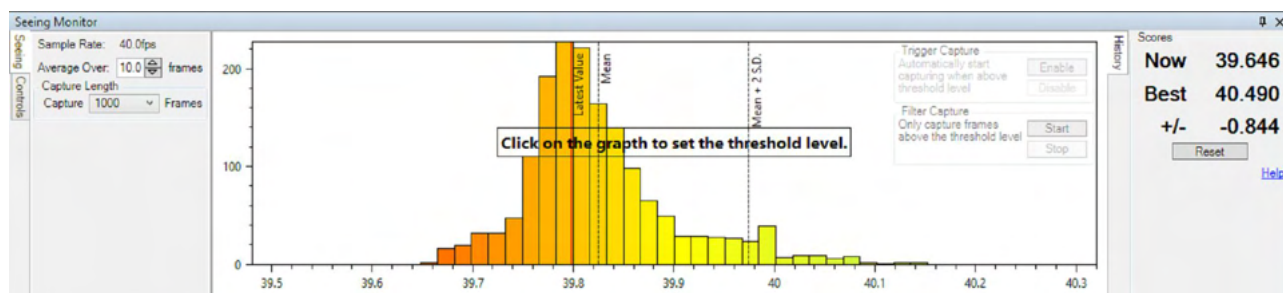 Seeing Monitor
Seeing
Controls
Sample Rate: 40.0fps
Average Over: 10.0 frames
Capture Length
Capture 1000 Frames
200
100
0
Latest Value
Mean
Mean + 2 S.D.
Click on the grapth to set the threshold level.
39.5 39.6 39.7 39.8 39.9 40 40.1 40.2 40.3
Trigger Capture
Automatically start
capturing when above
threshold level
Enable
Disable
Filter Capture
Only capture frames
above the threshold level
Start
Stop
History
Scores
Now 39.646
Best 40.490
+/- -0.844
Reset
Help